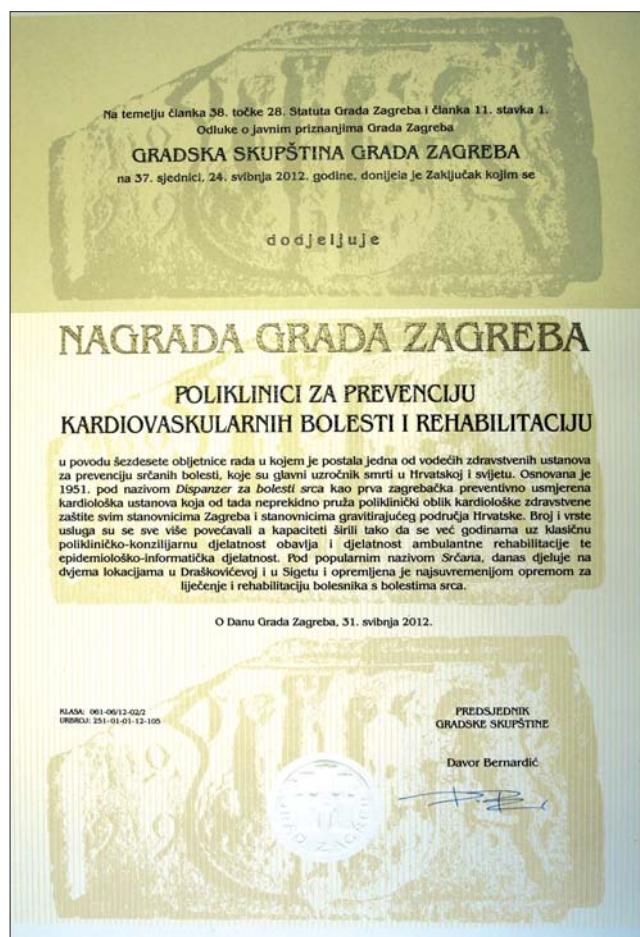 Na temelju članka 38. točke 28. Statuta Grada Zagreba i članka 11. stavka 1.
Odluke o javnim priznanjima Grada Zagreba
GRADSKA SKUPŠTINA GRADA ZAGREBA
na 37. sjednici, 24. svibnja 2012. godine, donijela je Zaključak kojim se
dodjeljuje
NAGRADA GRADA ZAGREBA
POLIKLINICI ZA PREVENCIJU
KARDIOVASKULARNIH BOLESTI I REHABILITACIJU
u povodu šezdesete obljetnice rada u kojem je postala jedna od vodećih zdravstvenih ustanova
za prevenciju srčanih bolesti, koje su glavni uzročnik smrti u Hrvatskoj i svijetu. Osnovana je
1951. pod nazivom Dispanzer za bolesti srca kao prva zagrebačka preventivno usmjerena
kardiološka ustanova koja od tada neprekidno pruža poliklinički oblik kardiološke zdravstvene
zaštite svim stanovnicima Zagreba i stanovnicima gravitirajućeg područja Hrvatske. Broj i vrste
usluga su se sve više povećavali a kapaciteti širili tako da se već godinama uz klasičnu
polikliničko-konzilijarnu djelatnost obavlja i djelatnost ambulantne rehabilitacije te
epidemiološko-informatička djelatnost. Pod popularnim nazivom Srčana, danas djeluje na
dvjema lokacijama u Draškovićevoj i u Sigetu i opremljena je najsuvremenijom opremom za
liječenje i rehabilitaciju bolesnika s bolestima srca.
O Danu Grada Zagreba, 31. svibnja 2012.
KLASA: 061-06/12-02/2
URBROJ: 251-01-01-12-105
PREDSJEDNIK
GRADSKE SKUPŠTINE
Davor Bernardić
GRAD ZAGREB